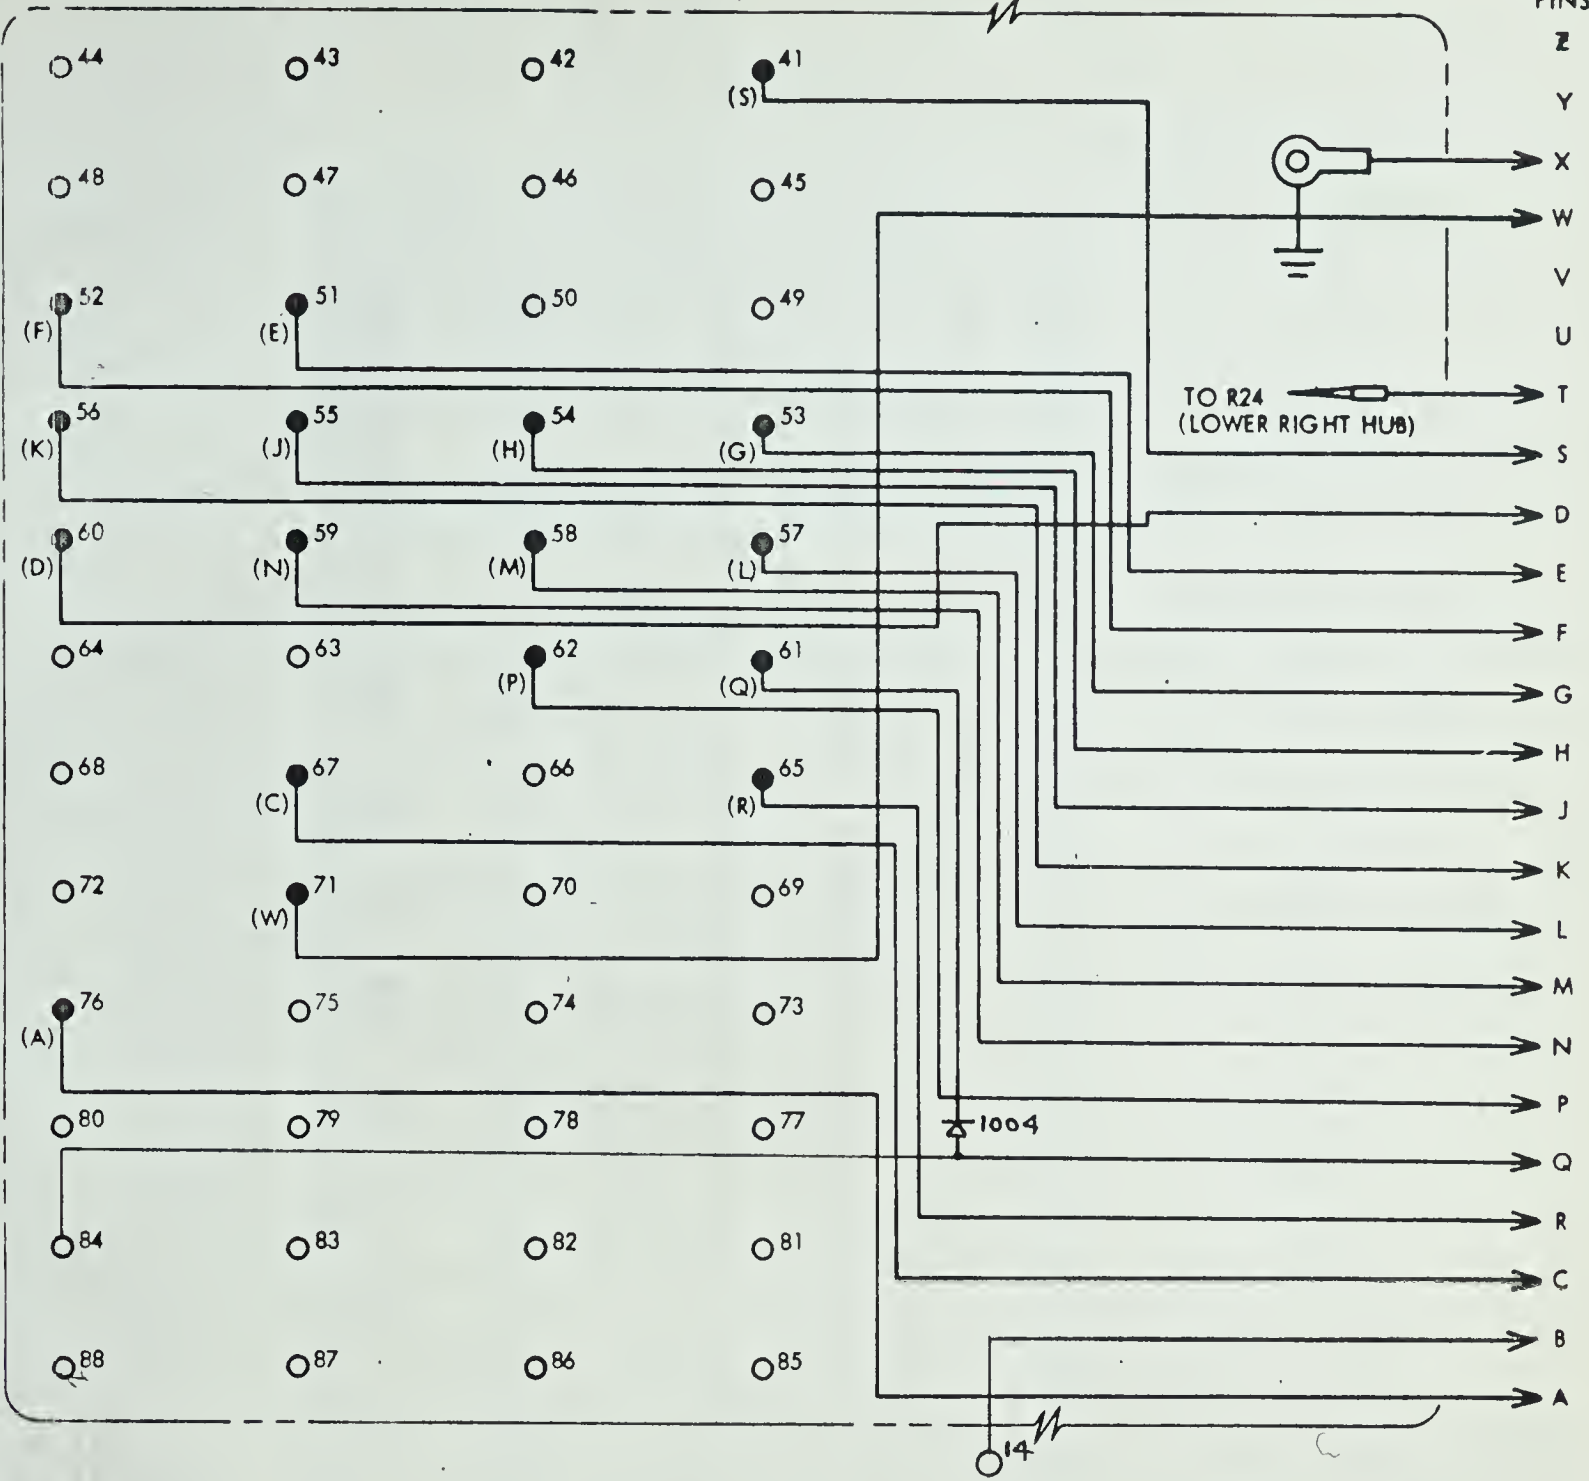 PINS
44 43 42 41 Z
(S) Y
X
48 47 46 45
W
V
52 51 50 49
(F) (E) U
TO R24 T
(LOWER RIGHT HUB)
56 55 54 53
(K) (J) (H) (G) S
D
60 59 58 57
(D) (N) (M) (L) E
F
64 63 62 61
(P) (Q) G
H
68 67 66 65
(C) (R) J
K
72 71 70 69
(W) L
M
76 75 74 73
(A) N
P
80 79 78 77 1004
Q
R
84 83 82 81
C
B
88 87 86 85
A
14